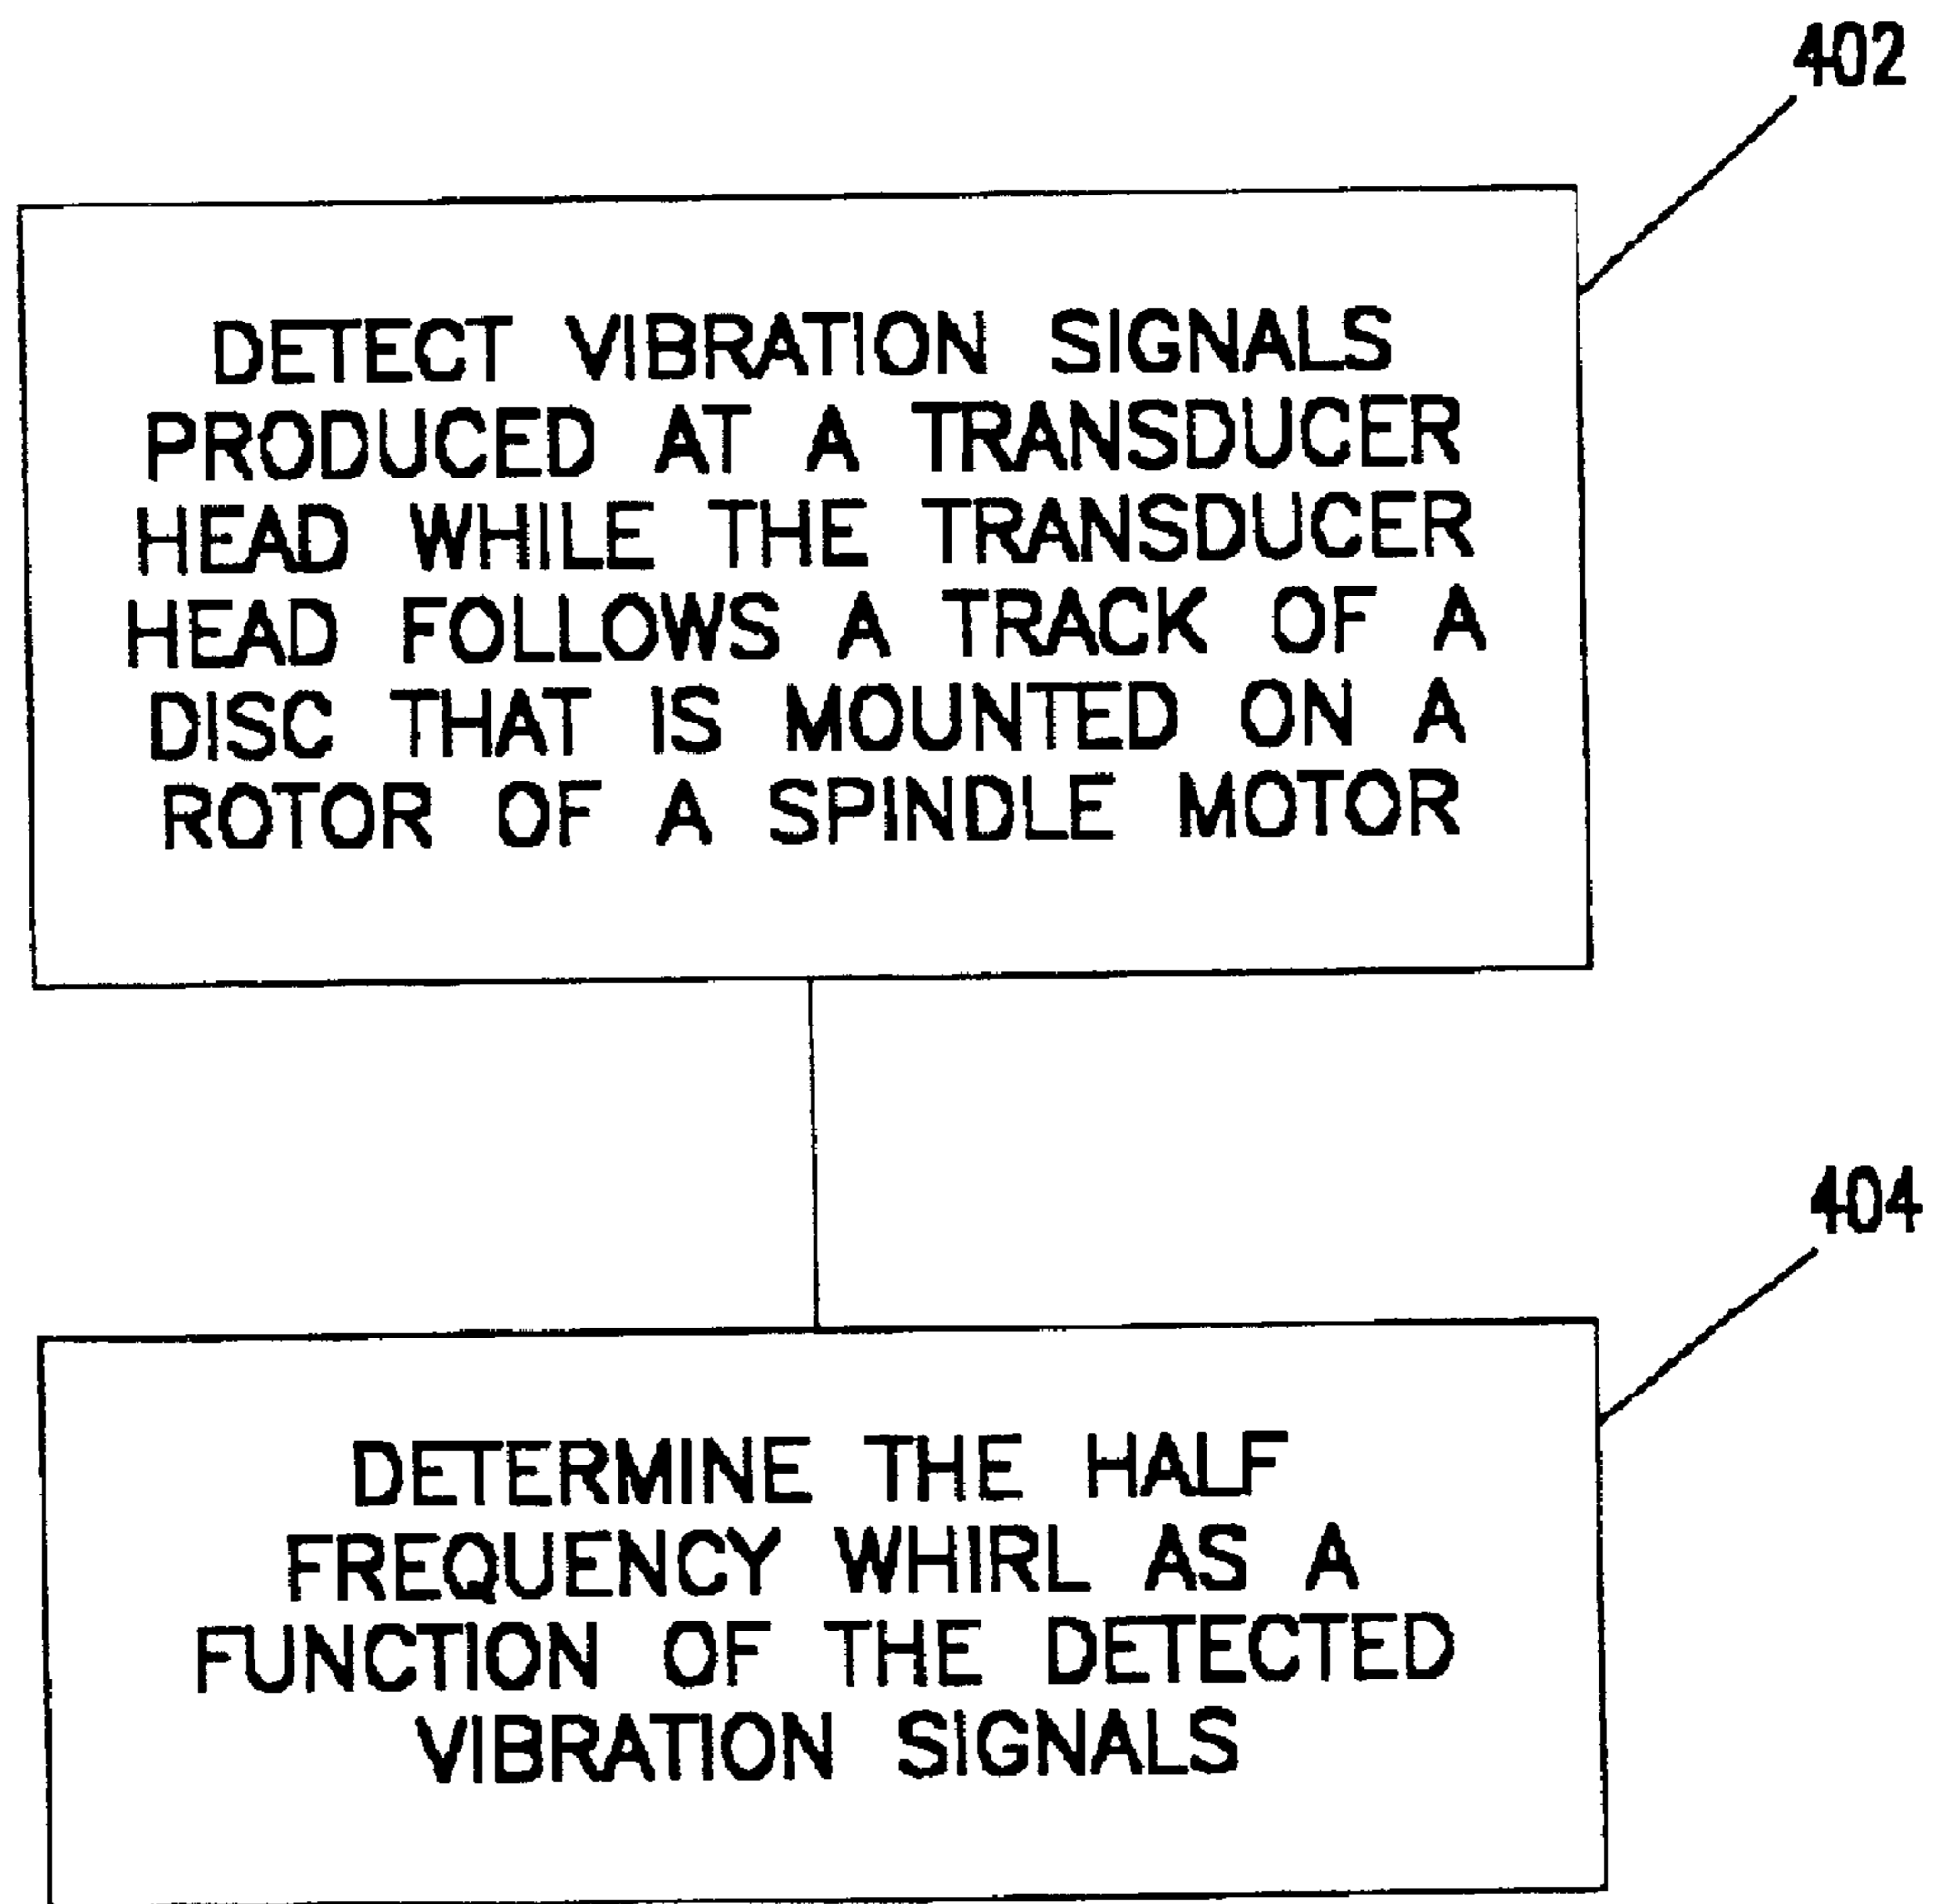 402
DETECT VIBRATION SIGNALS
PRODUCED AT A TRANSDUCER
HEAD WHILE THE TRANSDUCER
HEAD FOLLOWS A TRACK OF A
DISC THAT IS MOUNTED ON A
ROTOR OF A SPINDLE MOTOR
404
DETERMINE THE HALF
FREQUENCY WHIRL AS A
FUNCTION OF THE DETECTED
VIBRATION SIGNALS